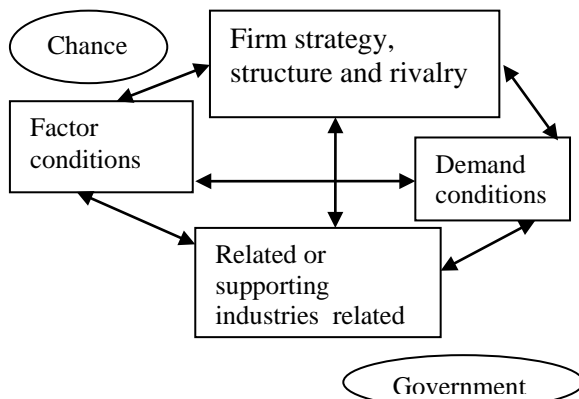 Chance
Firm strategy,
structure and rivalry
Factor
conditions
Demand
conditions
Related or
supporting
industries related
Government